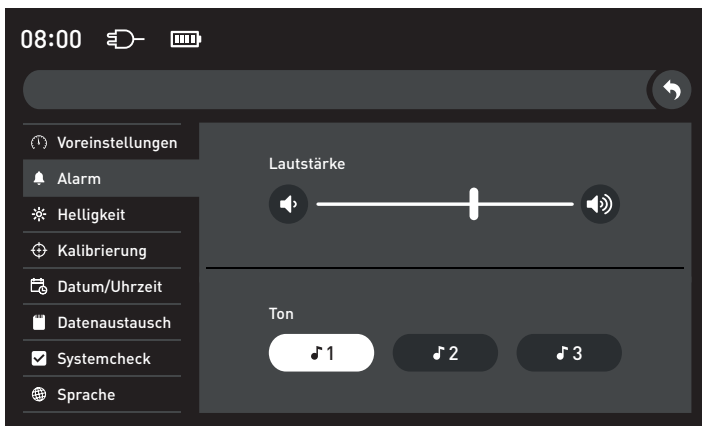 08:00
Voreinstellungen
Alarm
Helligkeit
Kalibrierung
Datum/Uhrzeit
Datenaustausch
Systemcheck
Sprache
Lautstärke
Ton
1
2
3